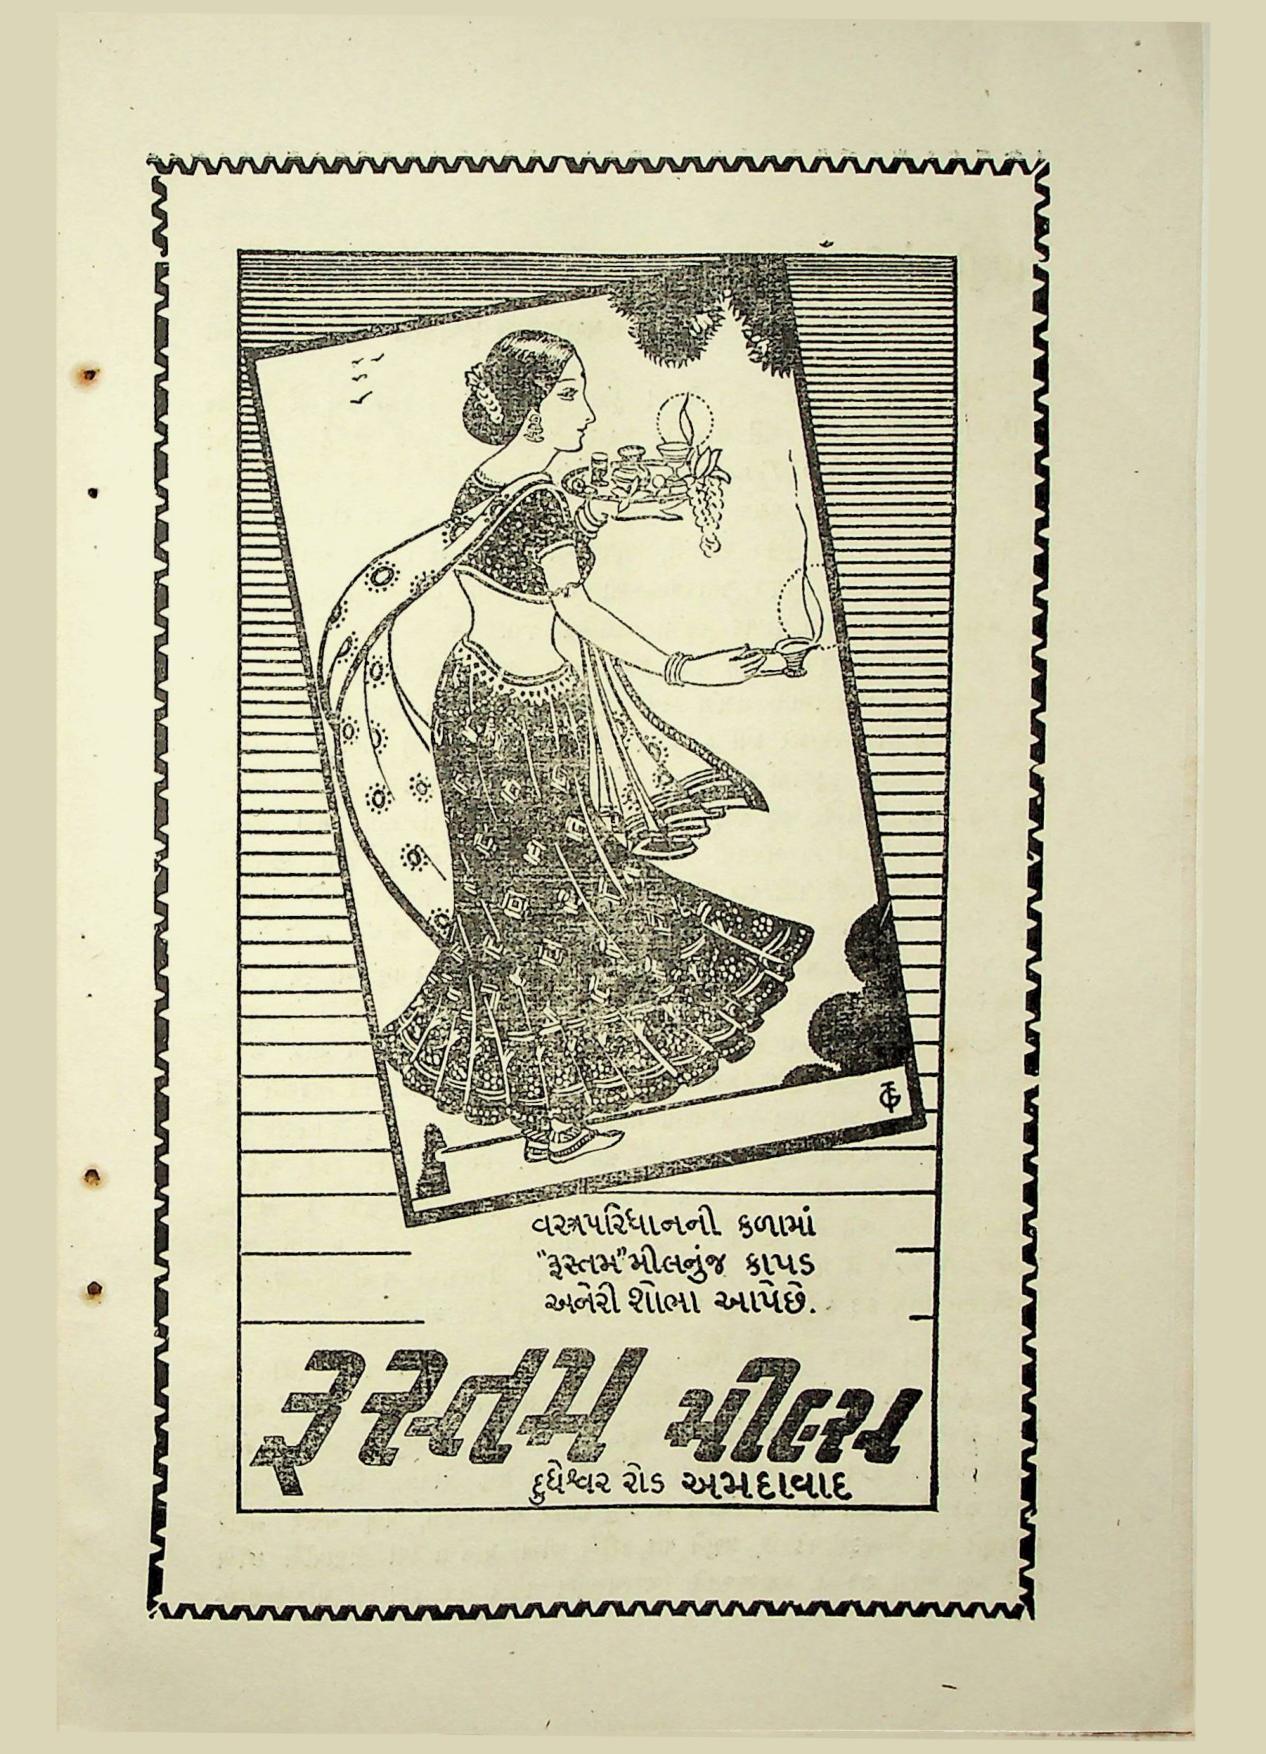 વસ્ત્રપરિધાનની કળામાં
"રૂસ્તમ" મીલનુંજ કાપડ
અનેરી શોભા આપેછે.
રૂસ્તમ મીલ્સ
દુધેશ્વર રોડ અમદાવાદ